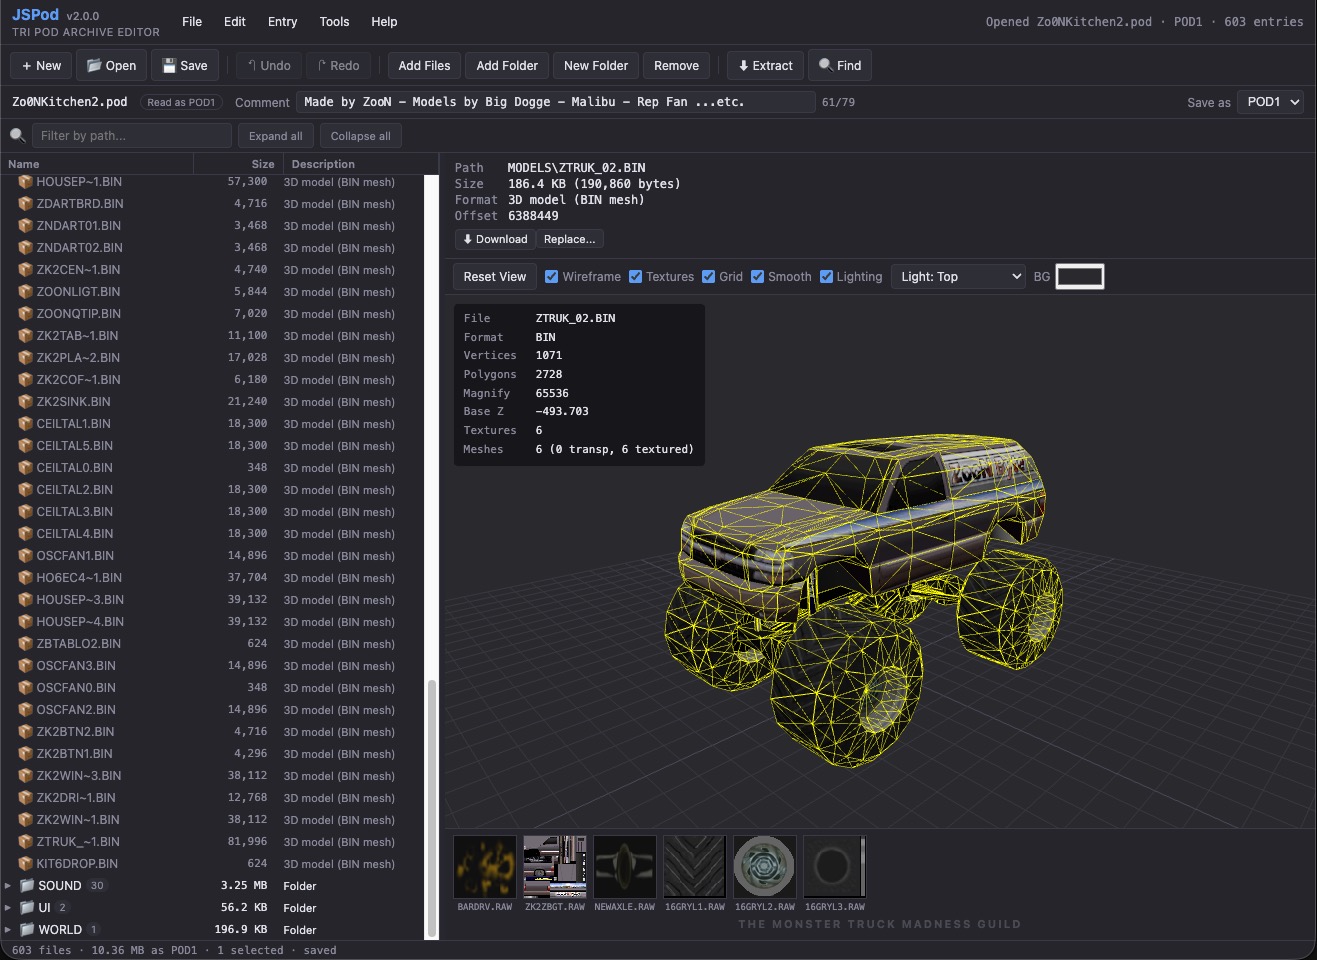 JSPod v2.0.0
TRI POD ARCHIVE EDITOR
File Edit Entry Tools Help
Opened Zo0NKitchen2.pod · POD1 · 603 entries
+ New Open Save Undo Redo Add Files Add Folder New Folder Remove Extract Find
Zo0NKitchen2.pod Read as POD1 Comment Made by ZooN - Models by Big Dogge - Malibu - Rep Fan ...etc. 61/79 Save as POD1
Filter by path... Expand all Collapse all
Name Size Description
HOUSEP~1.BIN 57,300 3D model (BIN mesh)
ZDARTBRD.BIN 4,716 3D model (BIN mesh)
ZNDART01.BIN 3,468 3D model (BIN mesh)
ZNDART02.BIN 3,468 3D model (BIN mesh)
ZK2CEN~1.BIN 4,740 3D model (BIN mesh)
ZOONLIGT.BIN 5,844 3D model (BIN mesh)
ZOONQTIP.BIN 7,020 3D model (BIN mesh)
ZK2TAB~1.BIN 11,100 3D model (BIN mesh)
ZK2PLA~2.BIN 17,028 3D model (BIN mesh)
ZK2COF~1.BIN 6,180 3D model (BIN mesh)
ZK2SINK.BIN 21,240 3D model (BIN mesh)
CEILTAL1.BIN 18,300 3D model (BIN mesh)
CEILTAL5.BIN 18,300 3D model (BIN mesh)
CEILTAL0.BIN 348 3D model (BIN mesh)
CEILTAL2.BIN 18,300 3D model (BIN mesh)
CEILTAL3.BIN 18,300 3D model (BIN mesh)
CEILTAL4.BIN 18,300 3D model (BIN mesh)
OSCFAN1.BIN 14,896 3D model (BIN mesh)
HO6EC4~1.BIN 37,704 3D model (BIN mesh)
HOUSEP~3.BIN 39,132 3D model (BIN mesh)
HOUSEP~4.BIN 39,132 3D model (BIN mesh)
ZBTABLO2.BIN 624 3D model (BIN mesh)
OSCFAN3.BIN 14,896 3D model (BIN mesh)
OSCFAN0.BIN 348 3D model (BIN mesh)
OSCFAN2.BIN 14,896 3D model (BIN mesh)
ZK2BTN2.BIN 4,716 3D model (BIN mesh)
ZK2BTN1.BIN 4,296 3D model (BIN mesh)
ZK2WIN~3.BIN 38,112 3D model (BIN mesh)
ZK2DRI~1.BIN 12,768 3D model (BIN mesh)
ZK2WIN~1.BIN 38,112 3D model (BIN mesh)
ZTRUK_~1.BIN 81,996 3D model (BIN mesh)
KIT6DROP.BIN 624 3D model (BIN mesh)
SOUND 30 3.25 MB Folder
UI 2 56.2 KB Folder
WORLD 1 196.9 KB Folder
Path MODELS\ZTRUK_02.BIN
Size 186.4 KB (190,860 bytes)
Format 3D model (BIN mesh)
Offset 6388449
Download Replace...
Reset View Wireframe Textures Grid Smooth Lighting Light: Top BG
File ZTRUK_02.BIN
Format BIN
Vertices 1071
Polygons 2728
Magnify 65536
Base Z -493.703
Textures 6
Meshes 6 (0 transp, 6 textured)
BARDRV.RAW ZK2ZBGT.RAW NEWAXLE.RAW 16GRYL1.RAW 16GRYL2.RAW 16GRYL3.RAW
THE MONSTER TRUCK MADNESS GUILD
603 files · 10.36 MB as POD1 · 1 selected · saved